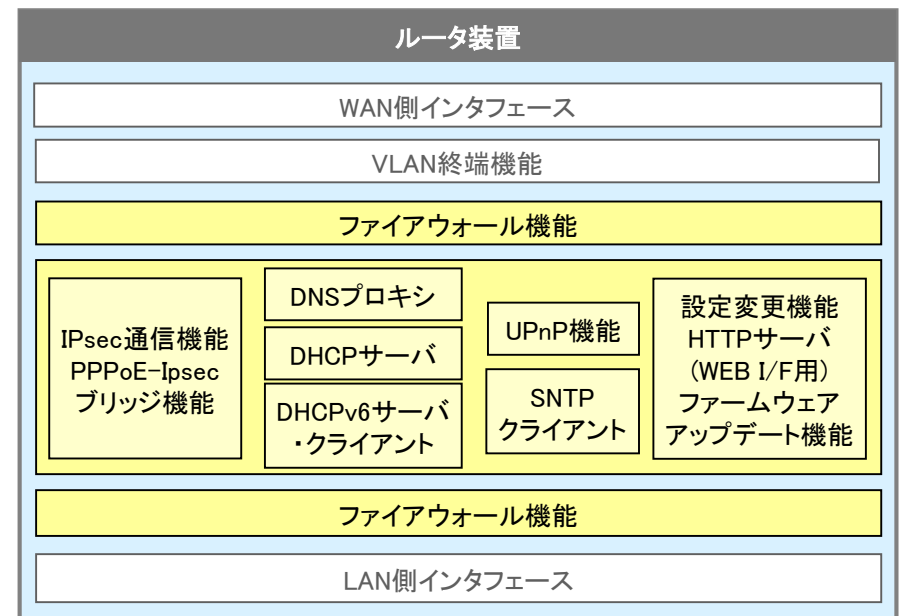 ルータ装置
WAN側インタフェース
VLAN終端機能
ファイアウォール機能
IPsec通信機能
PPPoE-Ipsec
ブリッジ機能
DNSプロキシ
DHCPサーバ
DHCPv6サーバ
・クライアント
UPnP機能
SNTP
クライアント
設定変更機能
HTTPサーバ
(WEB I/F用)
ファームウェア
アップデート機能
ファイアウォール機能
LAN側インタフェース